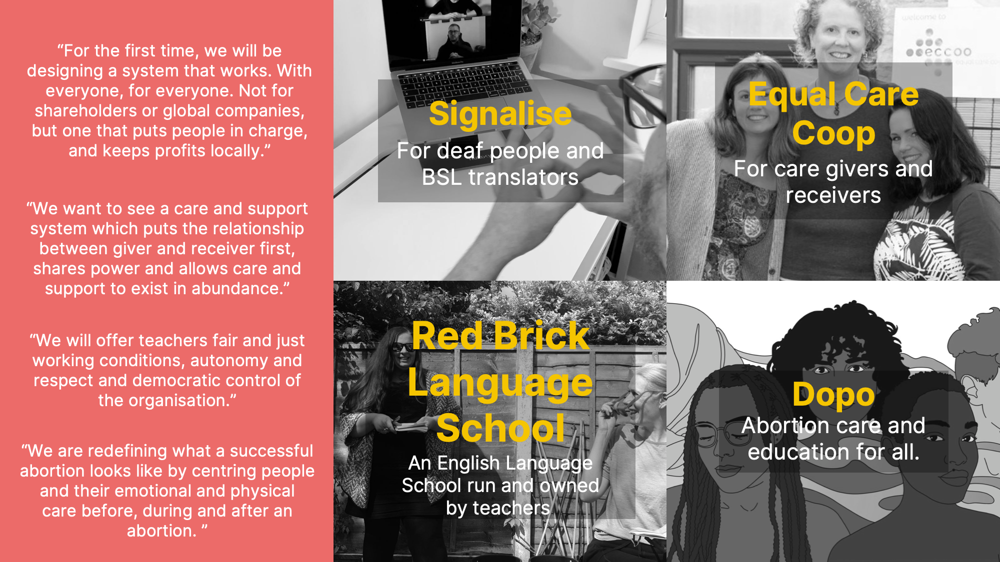 “For the first time, we will be
designing a system that works. With
everyone, for everyone. Not for
shareholders or global companies,
but one that puts people in charge,
and keeps profits locally.”
“We want to see a care and support
system which puts the relationship
between giver and receiver first,
shares power and allows care and
support to exist in abundance.”
“We will offer teachers fair and just
working conditions, autonomy and
respect and democratic control of
the organisation.”
“We are redefining what a successful
abortion looks like by centring people
and their emotional and physical
care before, during and after an
abortion. ”
Signalise
For deaf people and
BSL translators
welcome to
eccoo
equal care co
Equal Care
Coop
For care givers and
receivers
Red Brick
Language
School
An English Language
School run and owned
by teachers
Dopo
Abortion care and
education for all.